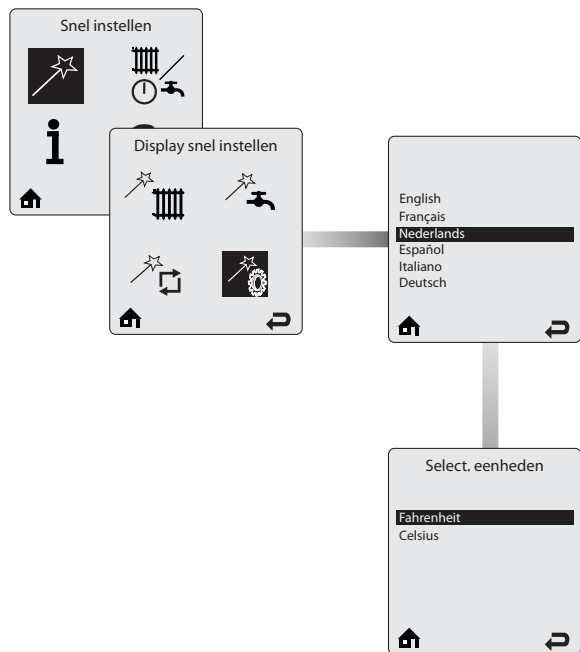 Snel instellen
Display snel instellen
English
Français
Nederlands
Español
Italiano
Deutsch
Select. eenheden
Fahrenheit
Celsius